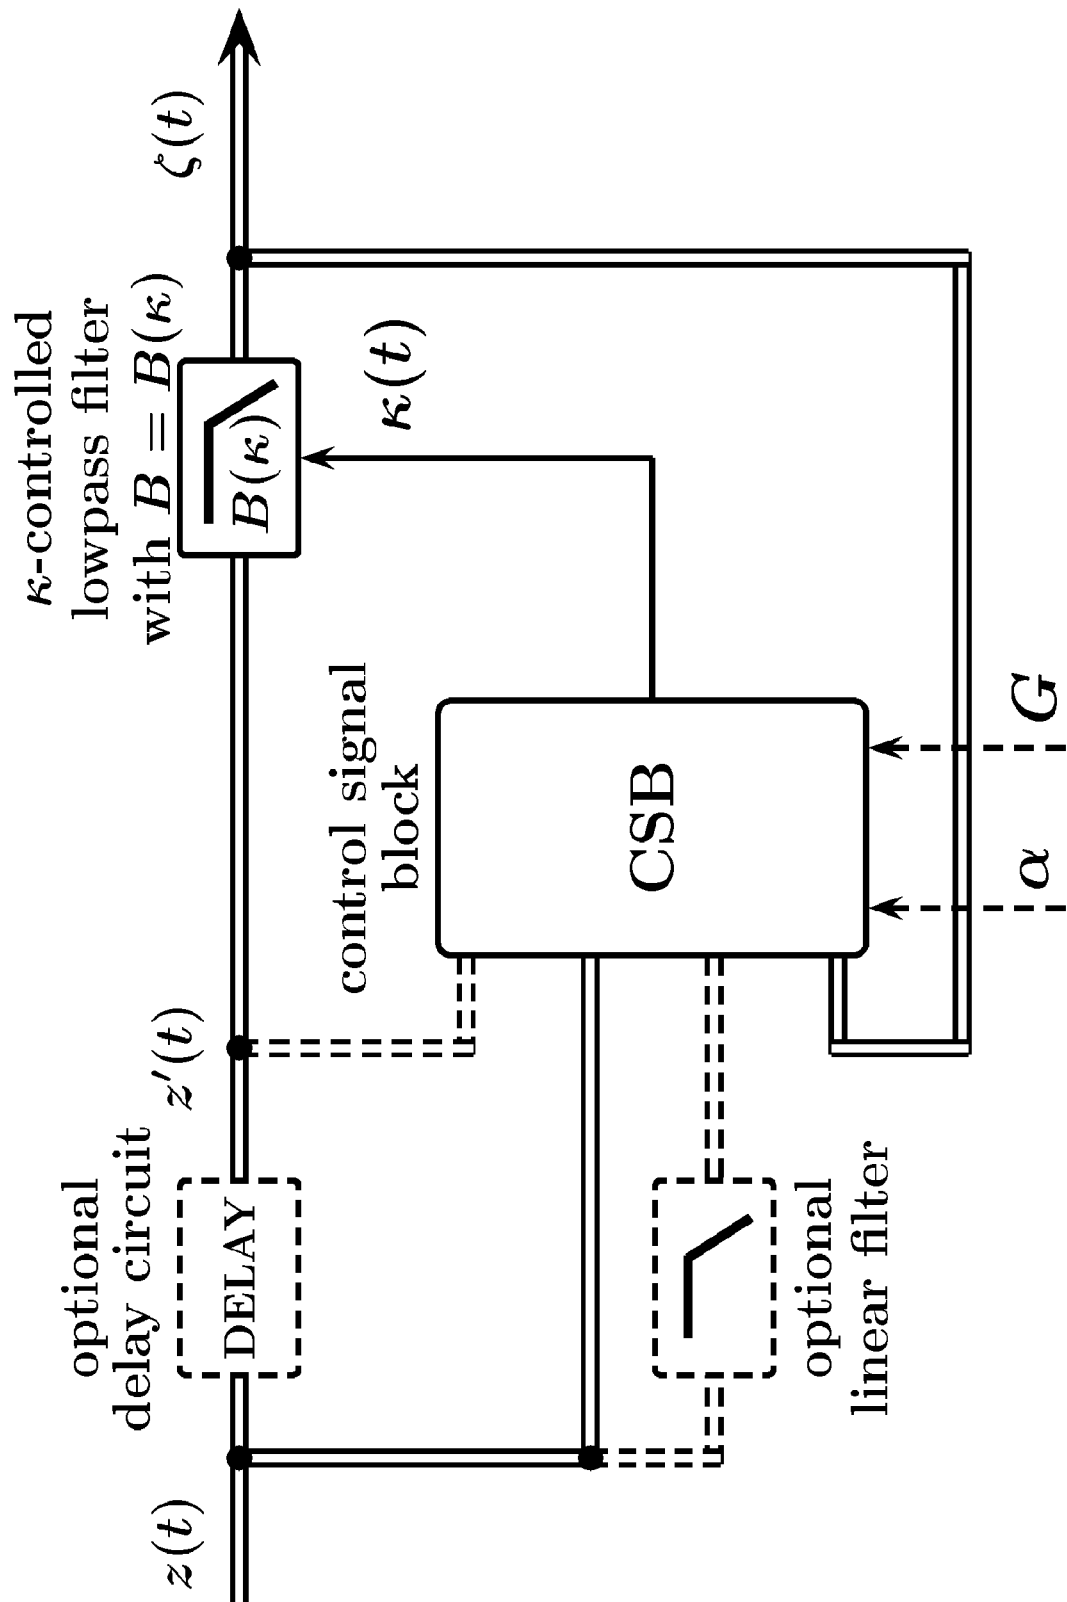 κ-controlled
lowpass filter
with B = B(κ)
optional
delay circuit
z(t)
DELAY
z′(t)
B(κ)
ζ(t)
control signal
block
κ(t)
CSB
optional
linear filter
α
G